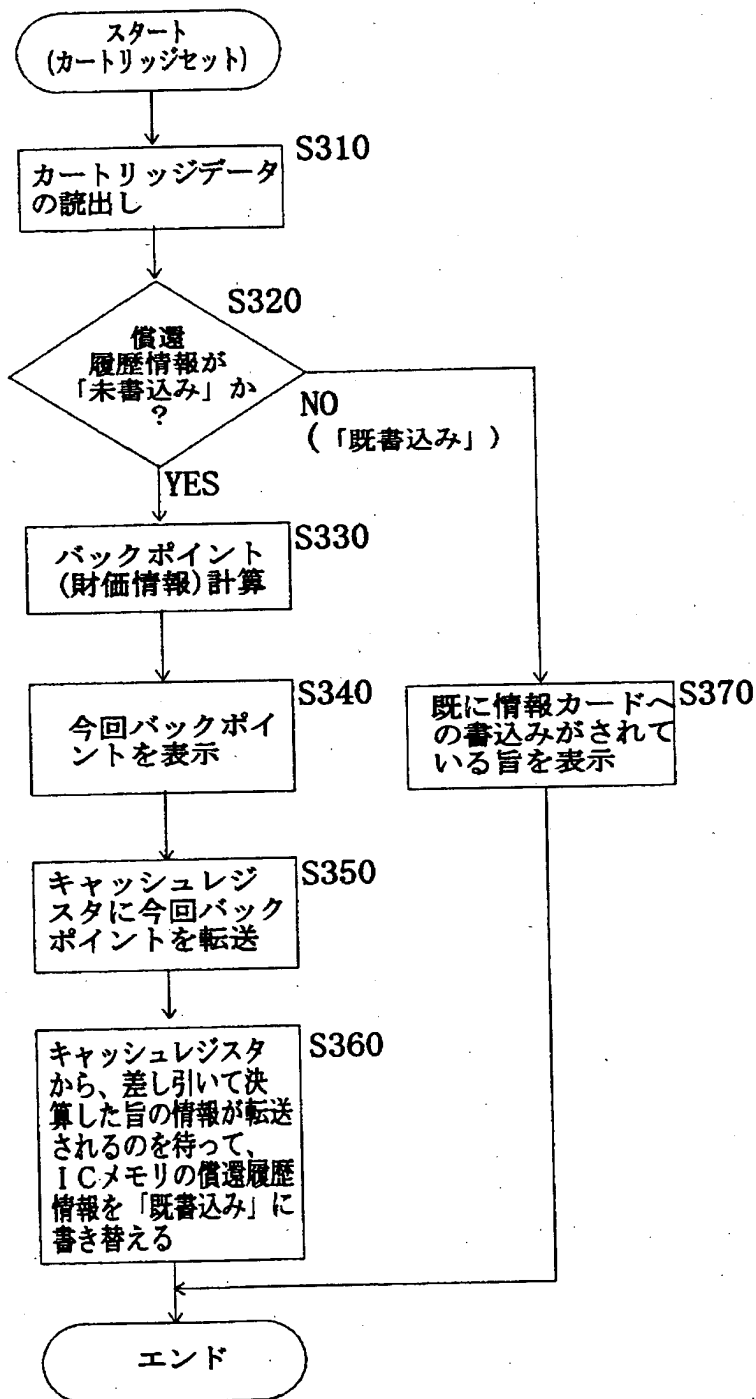 スタート
(カートリッジセット)
S310
カートリッジデータ
の読出し
S320
償還
履歴情報が
「未書込み」か
?
NO
(「既書込み」)
YES
S330
バックポイント
(財価情報)計算
S340
今回バックポイ
ントを表示
S370
既に情報カードへ
の書込みがされて
いる旨を表示
S350
キャッシュレジ
スタに今回バック
ポイントを転送
S360
キャッシュレジスタ
から、差し引いて決
算した旨の情報が転送
されるのを待って、
ICメモリの償還履歴
情報を「既書込み」に
書き替える
エンド